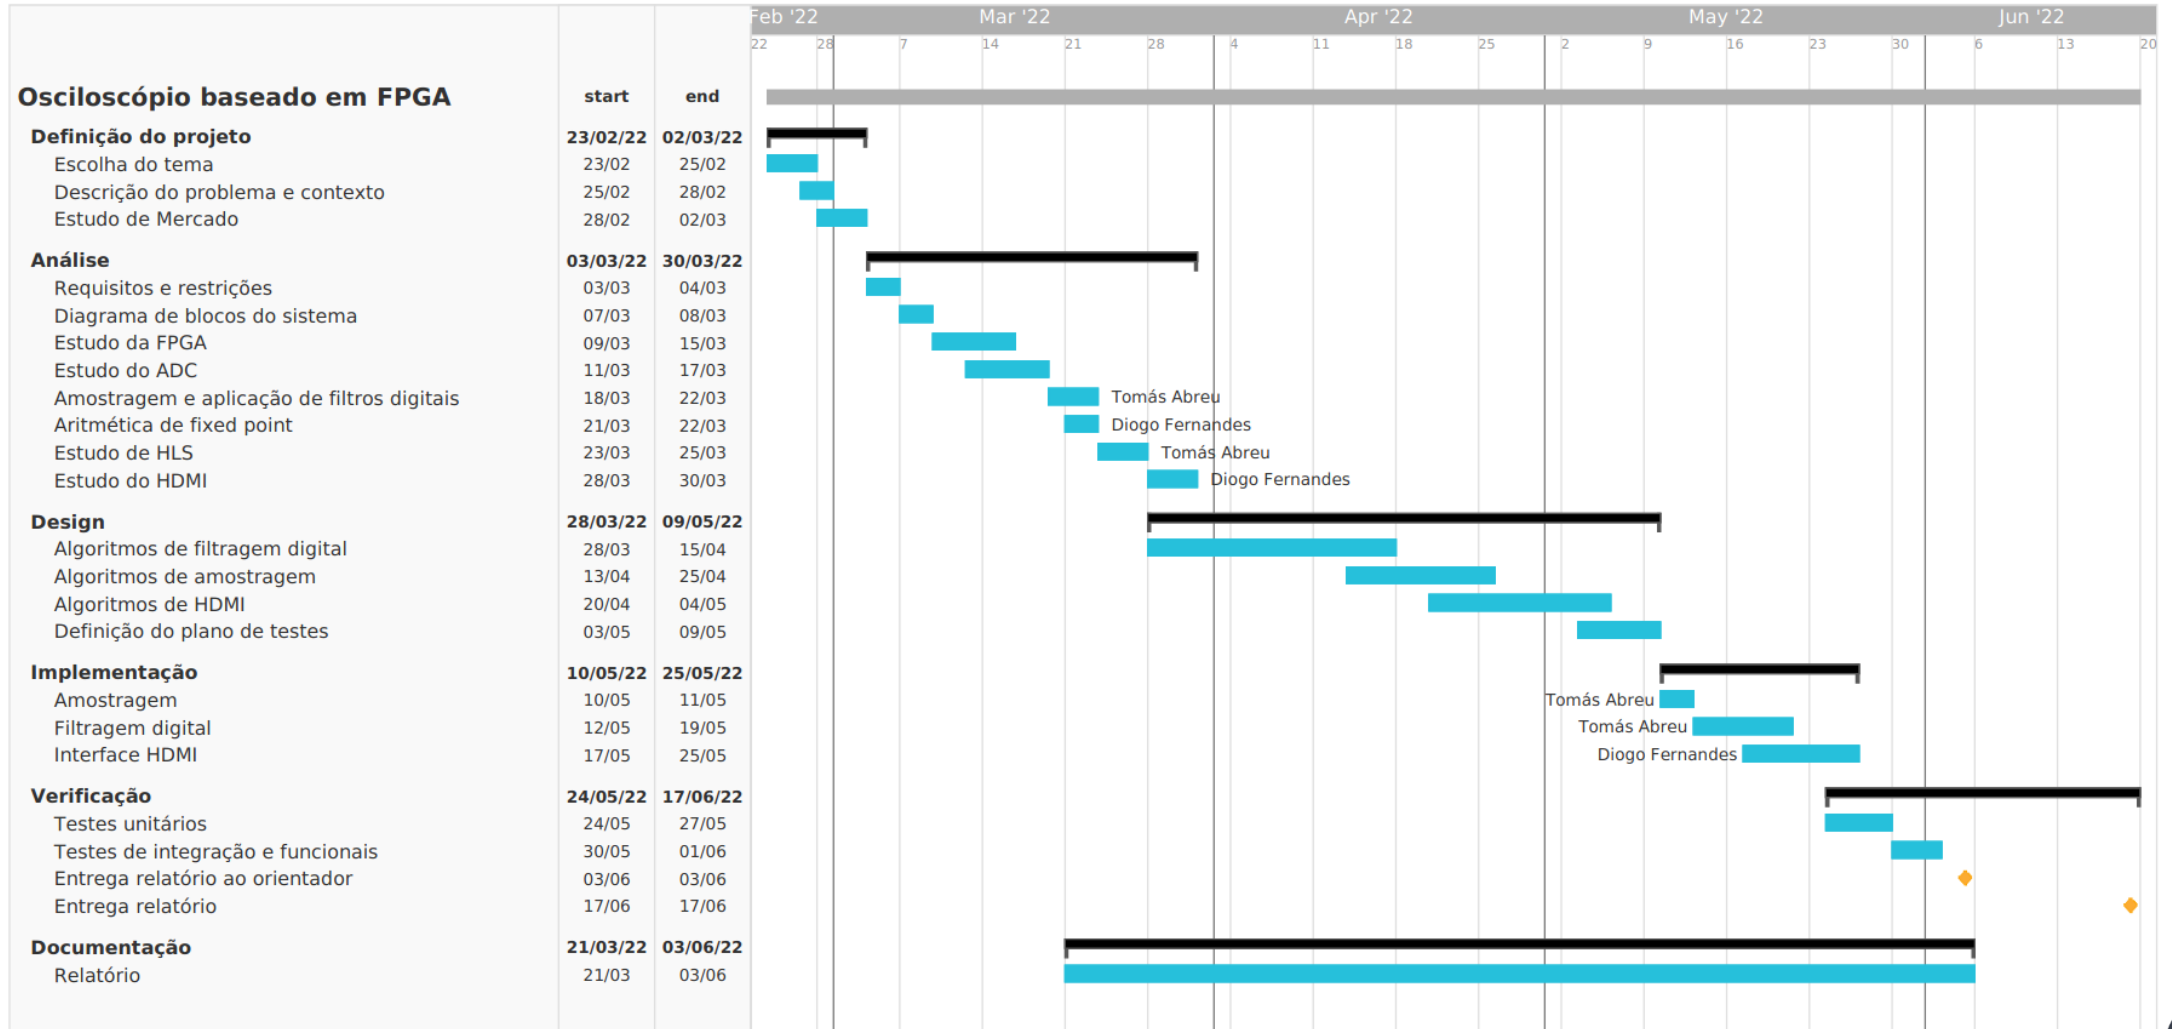 Feb '22 Mar '22 Apr '22 May '22 Jun '22
22 28 7 14 21 28 4 11 18 25 2 9 16 23 30 6 13 20
Osciloscópio baseado em FPGA start end
Definição do projeto 23/02/22 02/03/22
Escolha do tema 23/02 25/02
Descrição do problema e contexto 25/02 28/02
Estudo de Mercado 28/02 02/03
Análise 03/03/22 30/03/22
Requisitos e restrições 03/03 04/03
Diagrama de blocos do sistema 07/03 08/03
Estudo da FPGA 09/03 15/03
Estudo do ADC 11/03 17/03
Amostragem e aplicação de filtros digitais 18/03 22/03 Tomás Abreu
Aritmética de fixed point 21/03 22/03 Diogo Fernandes
Estudo de HLS 23/03 25/03 Tomás Abreu
Estudo do HDMI 28/03 30/03 Diogo Fernandes
Design 28/03/22 09/05/22
Algoritmos de filtragem digital 28/03 15/04
Algoritmos de amostragem 13/04 25/04
Algoritmos de HDMI 20/04 04/05
Definição do plano de testes 03/05 09/05
Implementação 10/05/22 25/05/22
Amostragem 10/05 11/05 Tomás Abreu
Filtragem digital 12/05 19/05 Tomás Abreu
Interface HDMI 17/05 25/05 Diogo Fernandes
Verificação 24/05/22 17/06/22
Testes unitários 24/05 27/05
Testes de integração e funcionais 30/05 01/06
Entrega relatório ao orientador 03/06 03/06
Entrega relatório 17/06 17/06
Documentação 21/03/22 03/06/22
Relatório 21/03 03/06